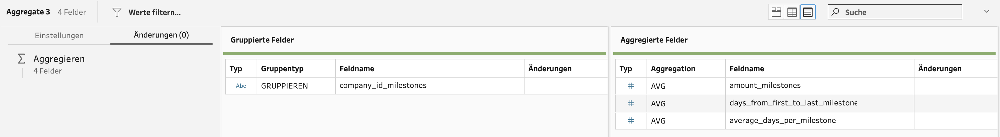 Aggregate 3 4 Felder Werte filtern... Suche
Einstellungen Änderungen (0)
Aggregieren
4 Felder
Gruppierte Felder
Typ Gruppentyp Feldname Änderungen
Abc GRUPPIEREN company_id_milestones
Aggregierte Felder
Typ Aggregation Feldname Änderungen
# AVG amount_milestones
# AVG days_from_first_to_last_milestone
# AVG average_days_per_milestone